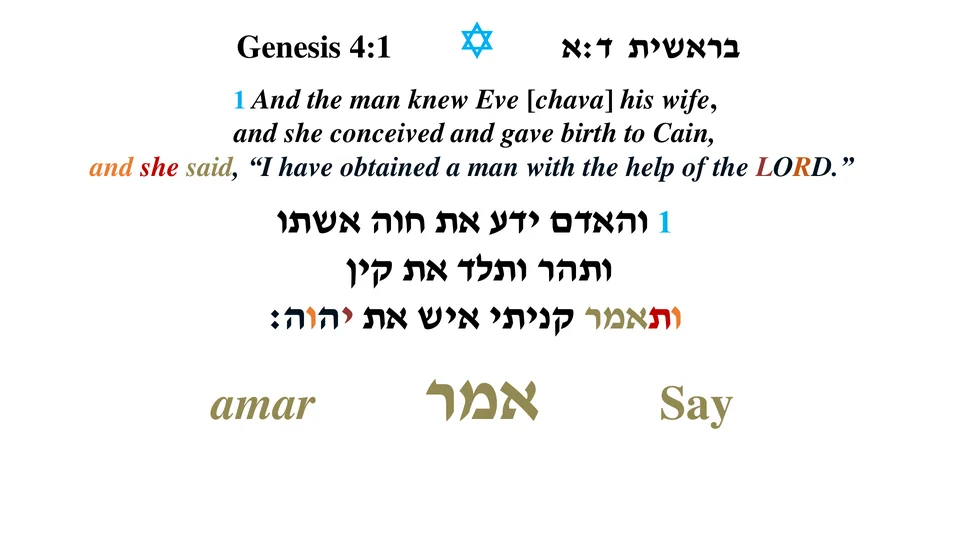 Genesis 4:1 ✡ בראשית ד:א
1 And the man knew Eve [chava] his wife,
and she conceived and gave birth to Cain,
and she said, “I have obtained a man with the help of the LORD.”
1 והאדם ידע את חוה אשתו
ותהר ותלד את קין
ותאמר קניתי איש את יהוה:
amar אמר Say